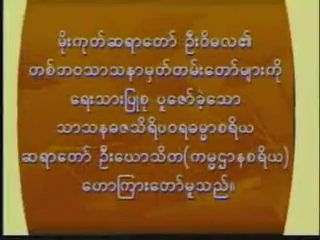 မိုးကုတ်ဆရာတော် ဦးဝိမလ၏
တစ်ဘဝသာသနာမှတ်တမ်းတော်များကို
ရေးသားပြုစု ပူဇော်ခဲ့သော
သာသနဓဇသိရိပဝရဓမ္မာစရိယ
ဆရာတော် ဦးဃောသိတ(ကမ္မဋ္ဌာနစရိယ)
ဟောကြားတော်မူသည်။